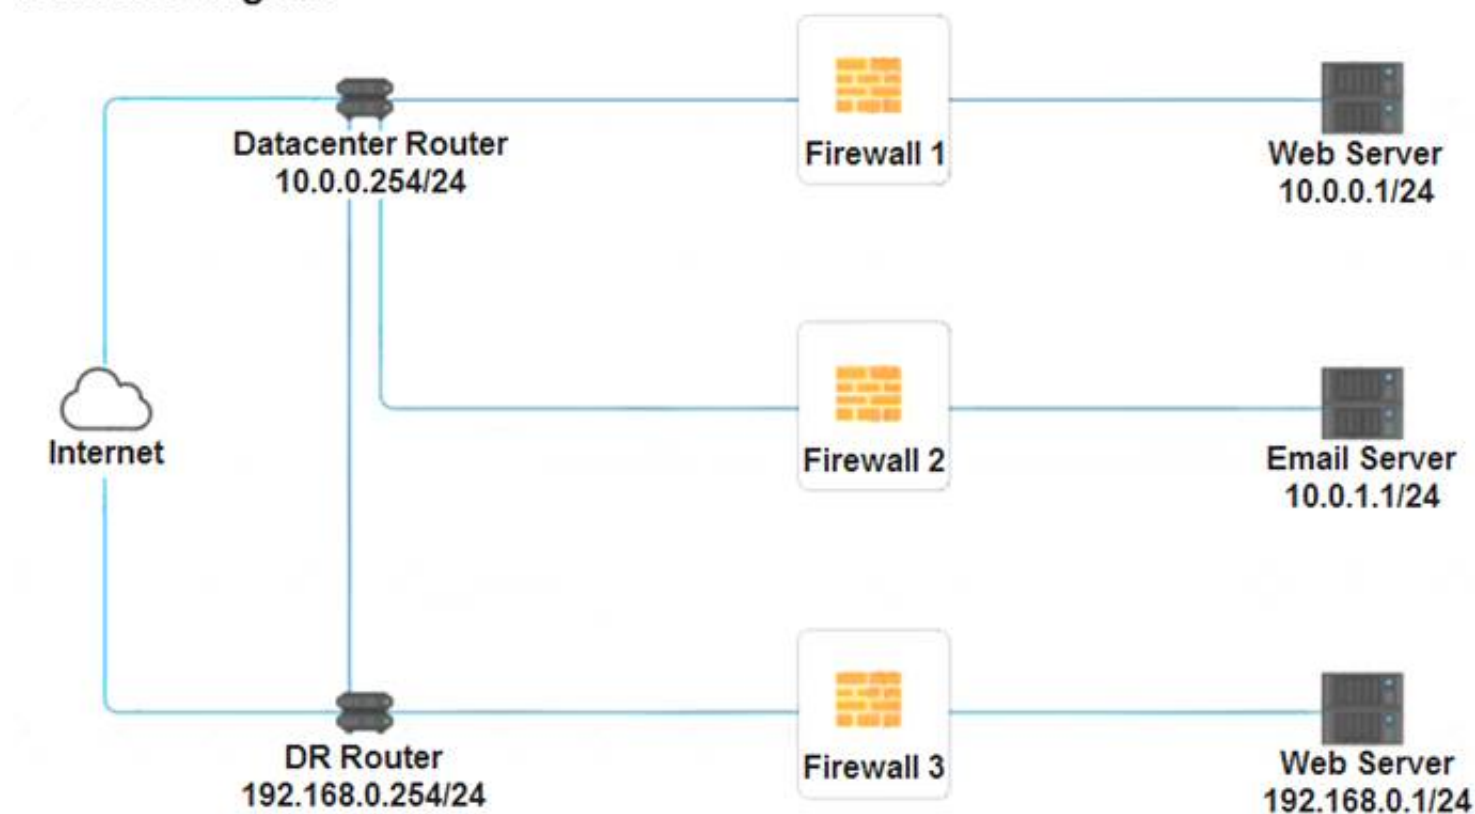 Datacenter Router
10.0.0.254/24
Firewall 1
Web Server
10.0.0.1/24
Internet
Firewall 2
Email Server
10.0.1.1/24
DR Router
192.168.0.254/24
Firewall 3
Web Server
192.168.0.1/24